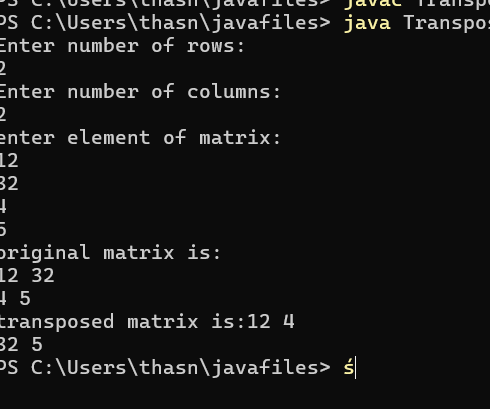 PS C:\Users\thasn\javafiles> javac Transp
PS C:\Users\thasn\javafiles> java Transpos
Enter number of rows:
2
Enter number of columns:
2
enter element of matrix:
12
32
4
5
original matrix is:
12 32
4 5
transposed matrix is:12 4
32 5
PS C:\Users\thasn\javafiles> ś